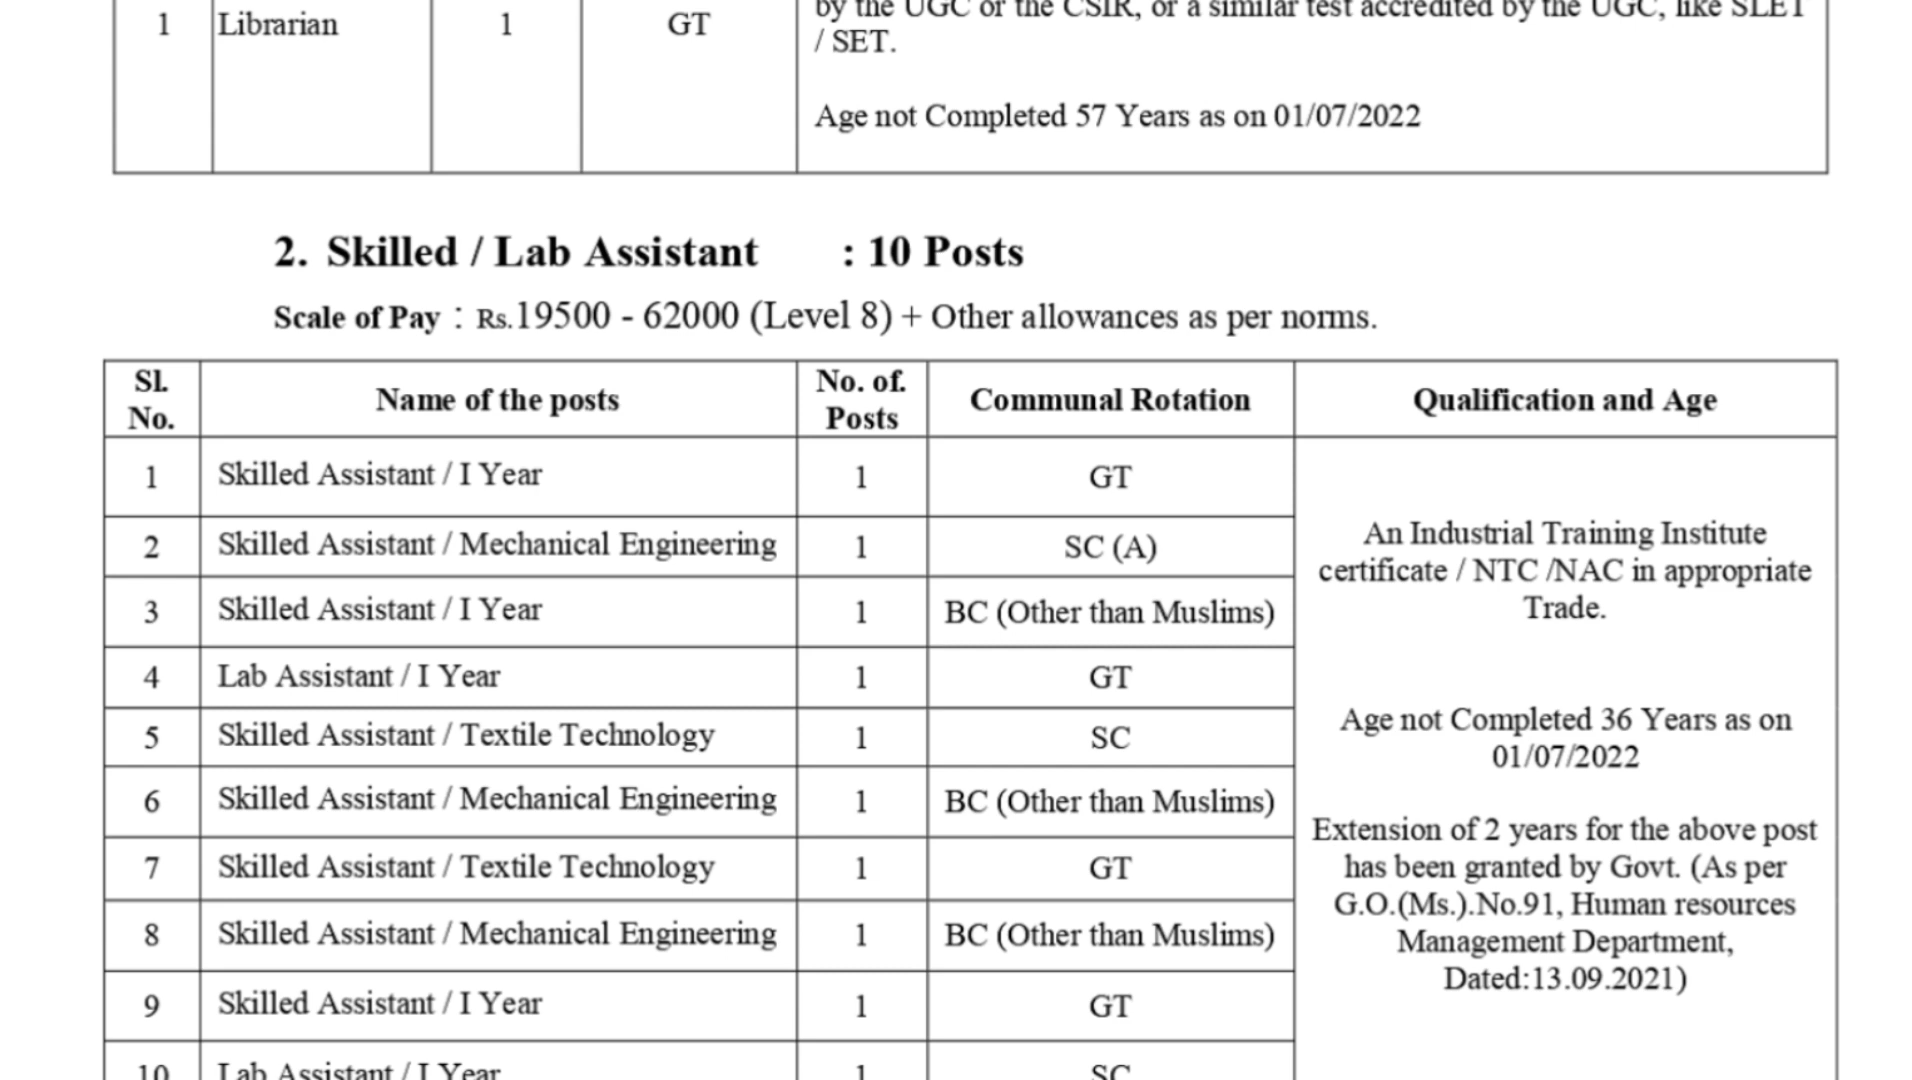 by the UGC or the CSIR, or a similar test accredited by the UGC, like SLET
1 Librarian 1 GT
/ SET.
Age not Completed 57 Years as on 01/07/2022
2. Skilled / Lab Assistant : 10 Posts
Scale of Pay : Rs.19500 - 62000 (Level 8) + Other allowances as per norms.
Sl. No. Name of the posts No. of. Posts Communal Rotation Qualification and Age
1 Skilled Assistant / I Year 1 GT
2 Skilled Assistant / Mechanical Engineering 1 SC (A)
3 Skilled Assistant / I Year 1 BC (Other than Muslims)
4 Lab Assistant / I Year 1 GT
5 Skilled Assistant / Textile Technology 1 SC
6 Skilled Assistant / Mechanical Engineering 1 BC (Other than Muslims)
7 Skilled Assistant / Textile Technology 1 GT
8 Skilled Assistant / Mechanical Engineering 1 BC (Other than Muslims)
9 Skilled Assistant / I Year 1 GT
10 Lab Assistant / I Year 1 SC
An Industrial Training Institute
certificate / NTC /NAC in appropriate
Trade.
Age not Completed 36 Years as on
01/07/2022
Extension of 2 years for the above post
has been granted by Govt. (As per
G.O.(Ms.).No.91, Human resources
Management Department,
Dated:13.09.2021)